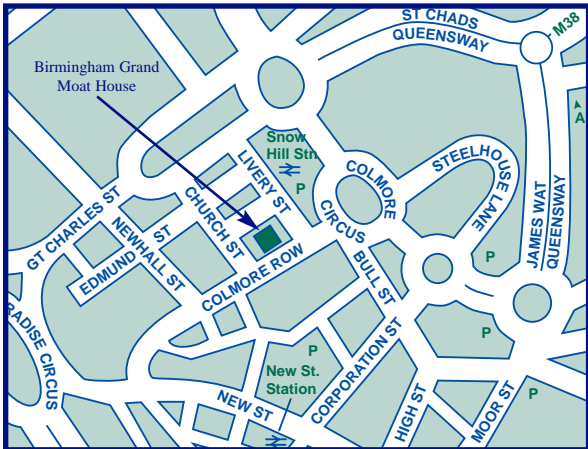 ST CHADS
QUEENSWAY
M38
Birmingham Grand
Moat House
A
Snow
Hill Stn
P
LIVERY ST
COLMORE
CIRCUS
STEELHOUSE LANE
JAMES WAT
QUEENSWAY
CHURCH ST
GT CHARLES ST
NEWHALL ST
EDMUND ST
COLMORE ROW
BULL ST
P
RADISE CIRCUS
P
CORPORATION ST
P
New St.
Station
NEW ST
HIGH ST
MOOR ST
P